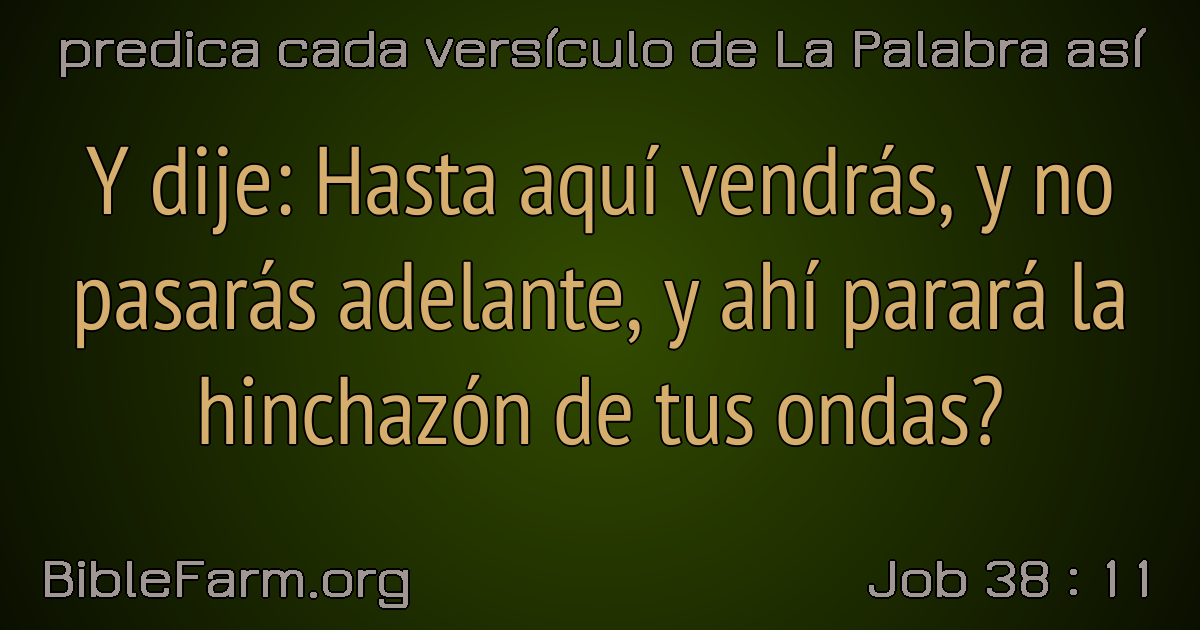 predica cada versículo de La Palabra así
Y dije: Hasta aquí vendrás, y no
pasarás adelante, y ahí parará la
hinchazón de tus ondas?
BibleFarm.org
Job 38 : 11